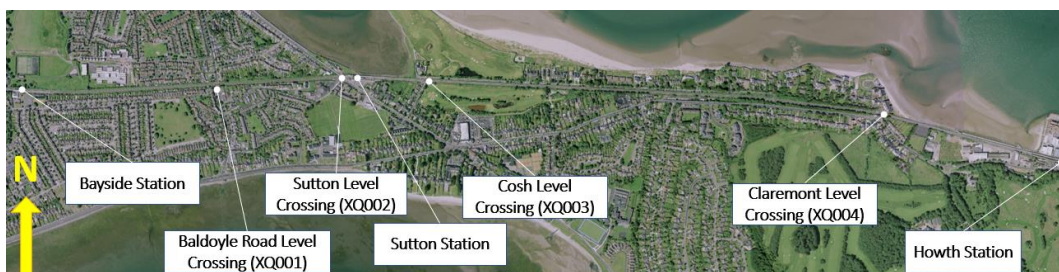 N
Bayside Station
Baldoyle Road Level
Crossing (XQ001)
Sutton Level
Crossing (XQ002)
Sutton Station
Cosh Level
Crossing (XQ003)
Claremont Level
Crossing (XQ004)
Howth Station